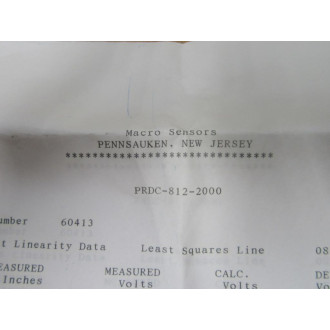 Macro Sensors
PENNSAUKEN, NEW JERSEY
******************************
PRDC-812-2000
umber 60413
t Linearity Data Least Squares Line 08
EASURED MEASURED CALC. DE
Inches Volts Volts V